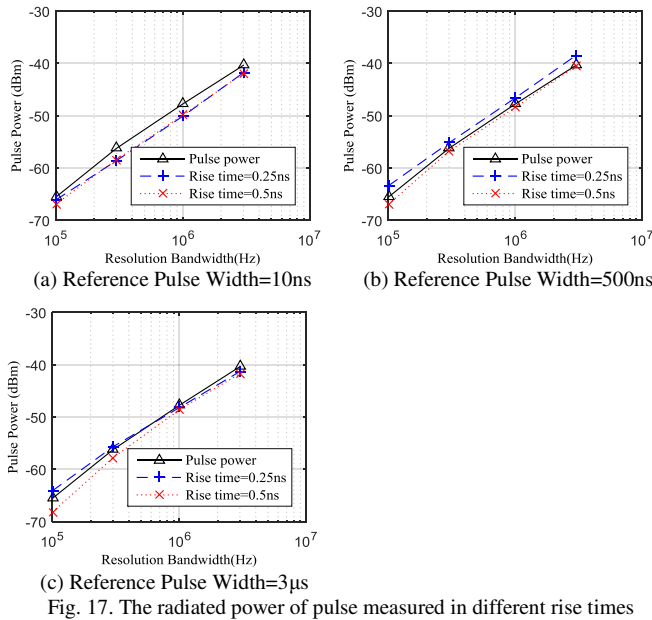 -30
-40
-50
-60
-70
Pulse Power (dBm)
Pulse power
Rise time=0.25ns
Rise time=0.5ns
10^5 10^6 10^7
Resolution Bandwidth(Hz)
(a) Reference Pulse Width=10ns
-30
-40
-50
-60
-70
Pulse Power (dBm)
Pulse power
Rise time=0.25ns
Rise time=0.5ns
10^5 10^6 10^7
Resolution Bandwidth(Hz)
(b) Reference Pulse Width=500ns
-30
-40
-50
-60
-70
Pulse Power (dBm)
Pulse power
Rise time=0.25ns
Rise time=0.5ns
10^5 10^6 10^7
Resolution Bandwidth(Hz)
(c) Reference Pulse Width=3μs
Fig. 17. The radiated power of pulse measured in different rise times